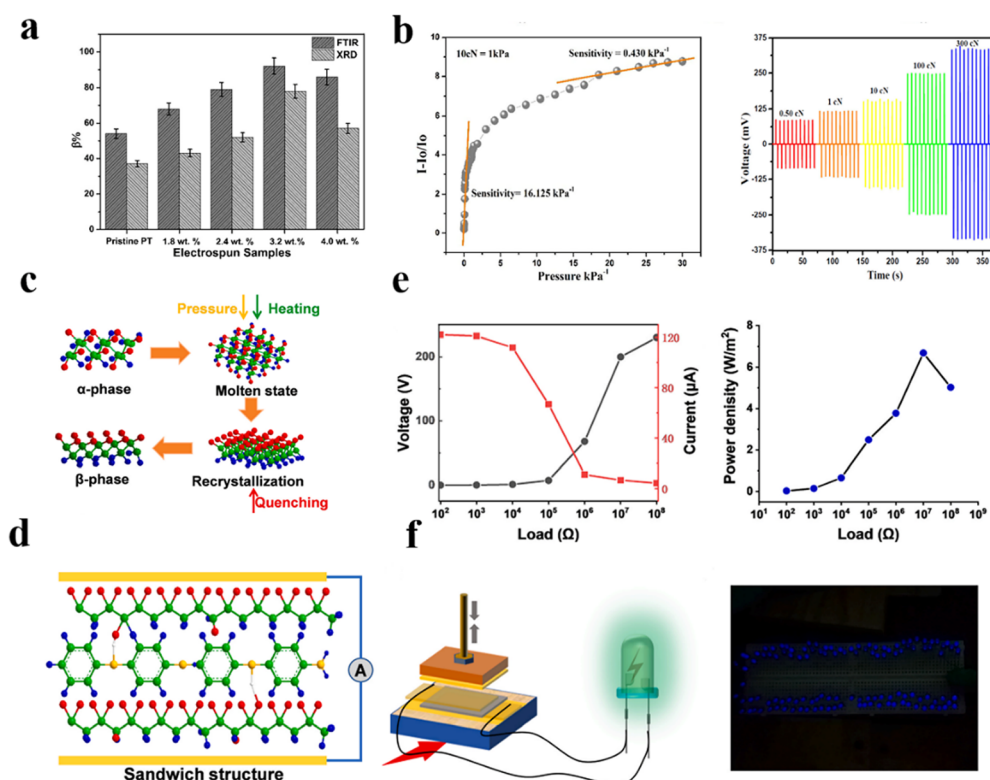 a
100
80
60
40
20
0
β%
FTIR
XRD
Pristine PT
1.8 wt. %
2.4 wt. %
3.2 wt. %
4.0 wt. %
Electrospun Samples
b
10
8
6
4
2
0
I-Io/Io
10cN = 1kPa
Sensitivity = 0.430 kPa⁻¹
Sensitivity= 16.125 kPa⁻¹
0
5
10
15
20
25
30
Pressure kPa⁻¹
375
250
125
0
-125
-250
-375
Voltage (mV)
0.50 cN
1 cN
10 cN
100 cN
300 cN
0
50
100
150
200
250
300
350
Time (s)
c
Pressure
Heating
α-phase
Molten state
β-phase
Recrystallization
Quenching
e
200
100
0
Voltage (V)
120
80
40
0
Current (μA)
10²
10³
10⁴
10⁵
10⁶
10⁷
10⁸
Load (Ω)
8
6
4
2
0
Power denisity (W/m²)
10¹
10²
10³
10⁴
10⁵
10⁶
10⁷
10⁸
10⁹
Load (Ω)
d
A
Sandwich structure
f